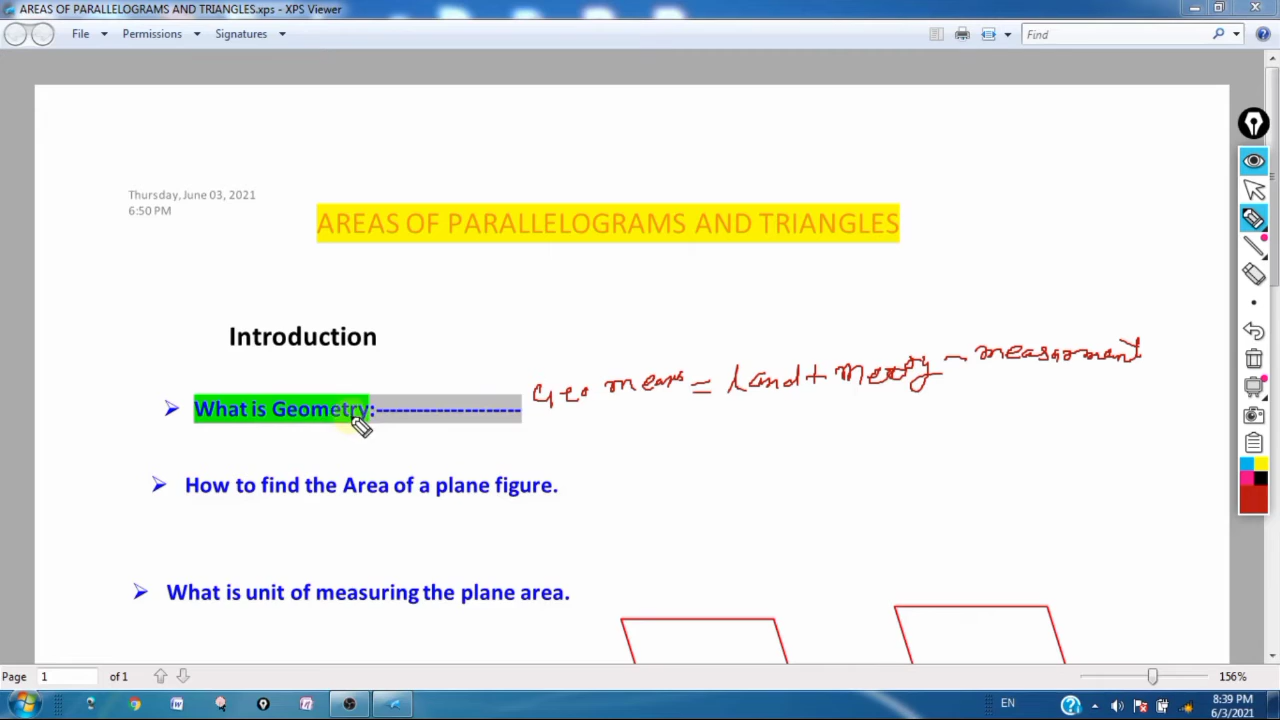 AREAS OF PARALLELOGRAMS AND TRIANGLES.xps - XPS Viewer
File Permissions Signatures Find
Thursday, June 03, 2021
6:50 PM
AREAS OF PARALLELOGRAMS AND TRIANGLES
Introduction
Geo means = land + Metry - measurement
What is Geometry:---------------------
How to find the Area of a plane figure.
What is unit of measuring the plane area.
Page 1 of 1 156%
EN 8:39 PM
6/3/2021